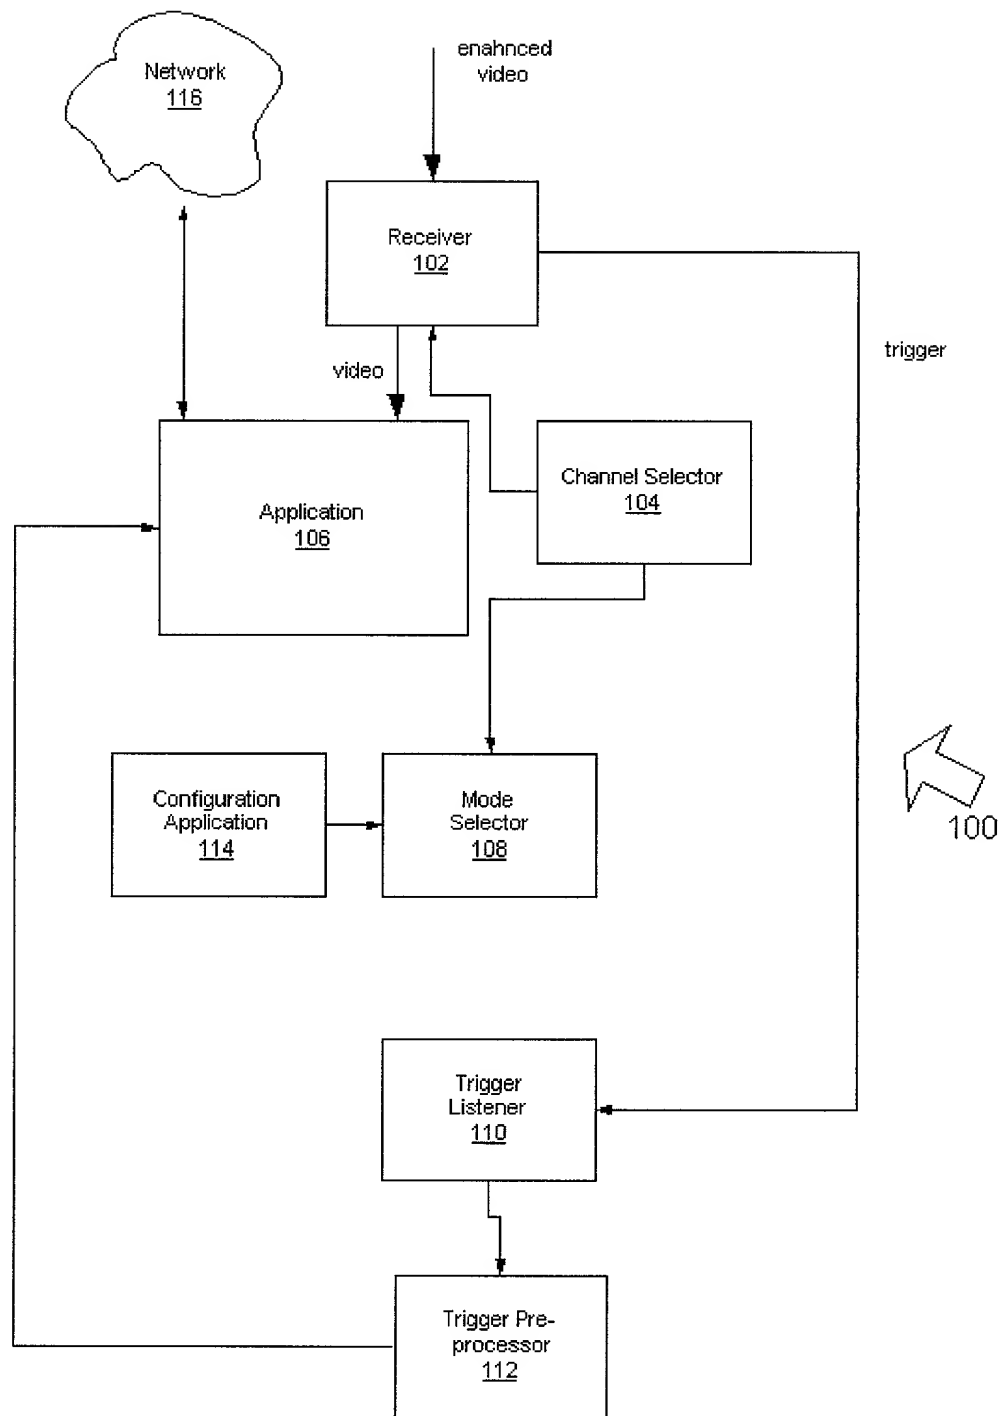 Network
116
enahnced
video
Receiver
102
trigger
video
Channel Selector
104
Application
106
Configuration
Application
114
Mode
Selector
108
100
Trigger
Listener
110
Trigger Pre-
processor
112